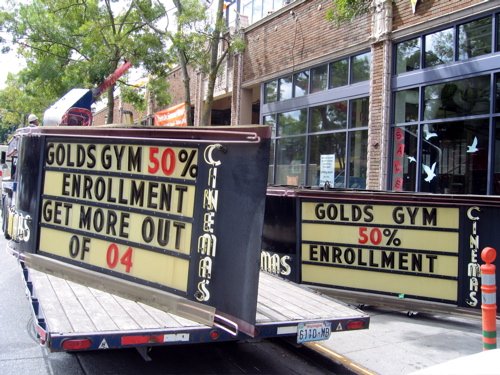 GOLDS GYM 50%
ENROLLMENT
GET MORE OUT
OF 04
CINEMAS
GOLDS GYM
50%
ENROLLMENT
CINEMAS